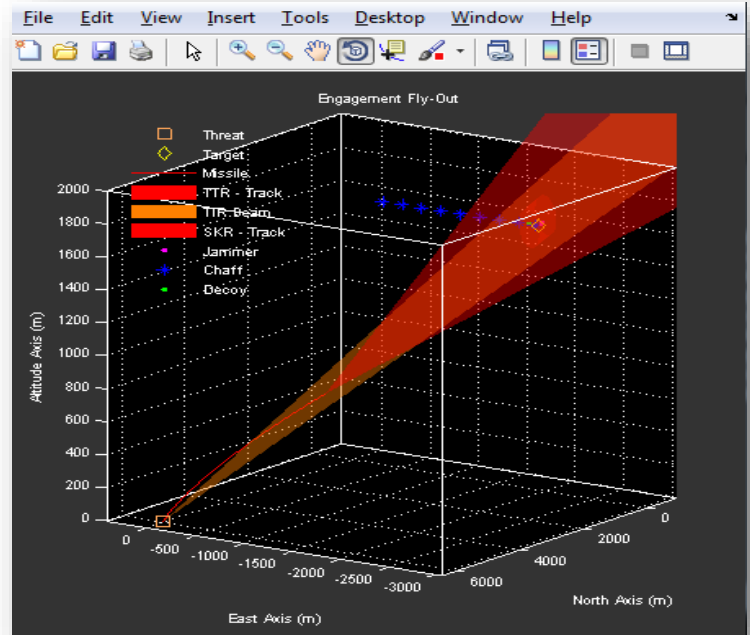 File Edit View Insert Tools Desktop Window Help
Engagement Fly-Out
Threat
Target
Missile
TTR - Track
TIR Beam
SKR - Track
Jammer
Chaff
Decoy
2000
1800
1600
1400
1200
1000
800
600
400
200
0
Altitude Axis (m)
0 -500 -1000 -1500 -2000 -2500 -3000
East Axis (m)
6000 4000 2000 0
North Axis (m)